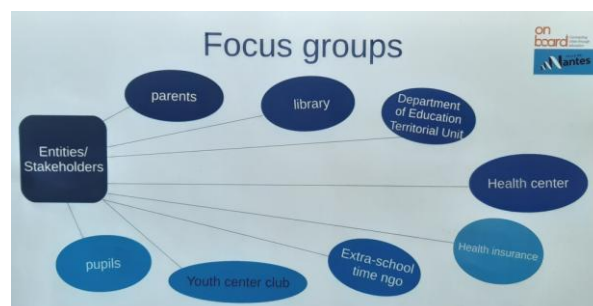 Focus groups
on
board
Nantes
parents
library
Department
of Education
Territorial Unit
Entities/
Stakeholders
Health center
Health insurance
Extra-school
time ngo
Youth center club
pupils